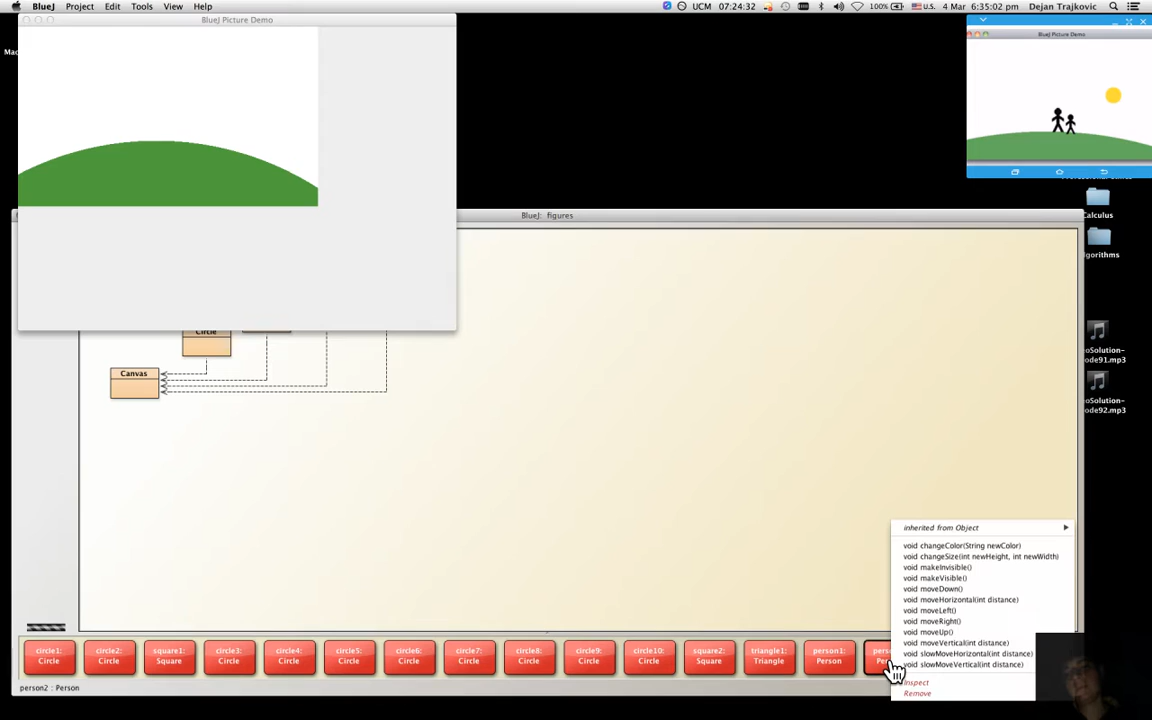 BlueJ Project Edit Tools View Help
UCM 07:24:32 100% U.S. 4 Mar 6:35:02 pm Dejan Trajkovic
BlueJ Picture Demo
BlueJ Picture Demo
Calculus
BlueJ: figures
Circle
Canvas
inherited from Object
void changeColor(String newColor)
void changeSize(int newHeight, int newWidth)
void makeInvisible()
void makeVisible()
void moveDown()
void moveHorizontal(int distance)
void moveLeft()
void moveRight()
void moveUp()
void moveVertical(int distance)
void slowMoveHorizontal(int distance)
void slowMoveVertical(int distance)
Inspect
Remove
circle1:
Circle
circle2:
Circle
square1:
Square
circle3:
Circle
circle4:
Circle
circle5:
Circle
circle6:
Circle
circle7:
Circle
circle8:
Circle
circle9:
Circle
circle10:
Circle
square2:
Square
triangle1:
Triangle
person1:
Person
person2 : Person